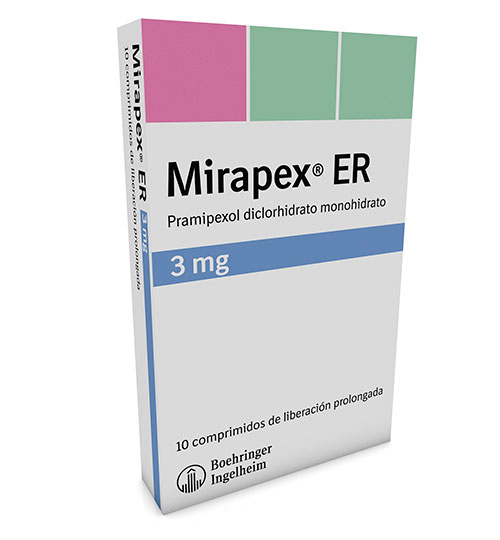 Mirapex® ER
Pramipexol diclorhidrato monohidrato
3 mg
10 comprimidos de liberación prolongada
Boehringer
Ingelheim
Mirapex® ER 3 mg
10 comprimidos de liberación prolongada